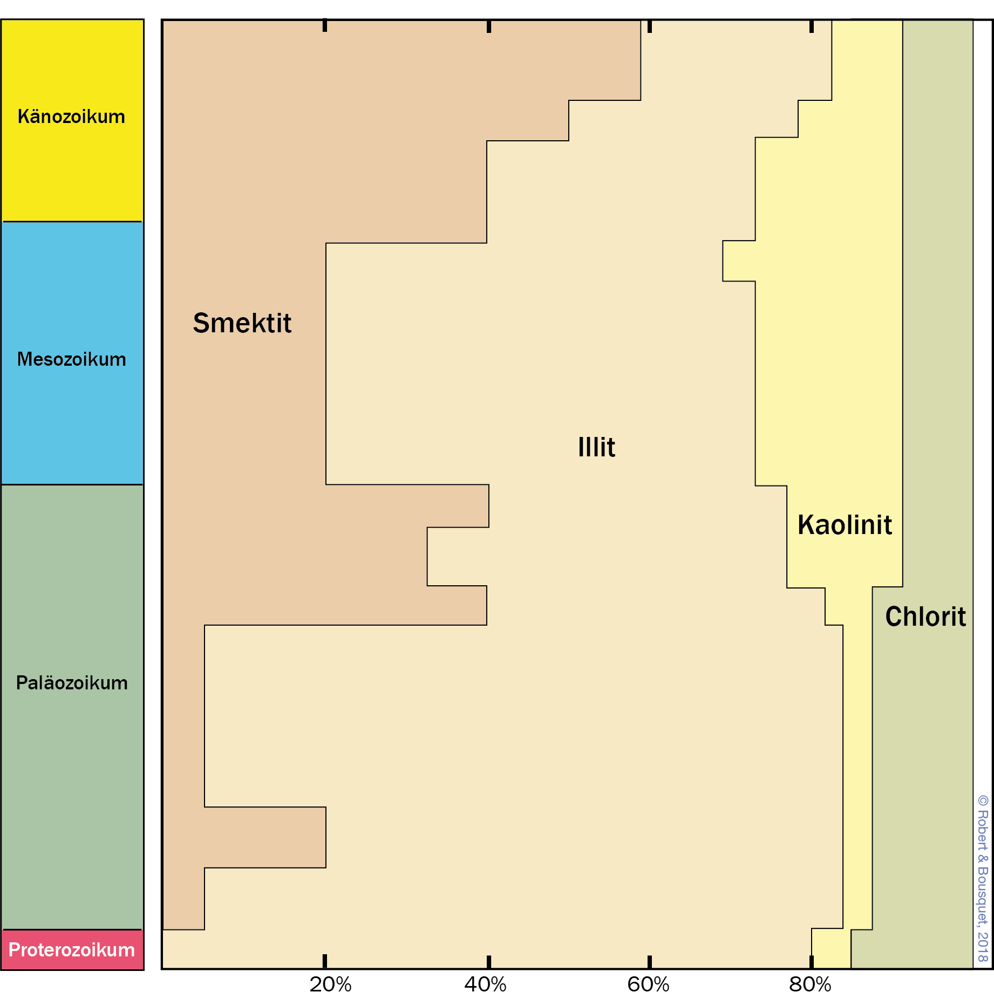 Känozoikum
Smektit
Mesozoikum
Illit
Kaolinit
Chlorit
Paläozoikum
Proterozoikum
20% 40% 60% 80%
© Robert & Bousquet, 2018